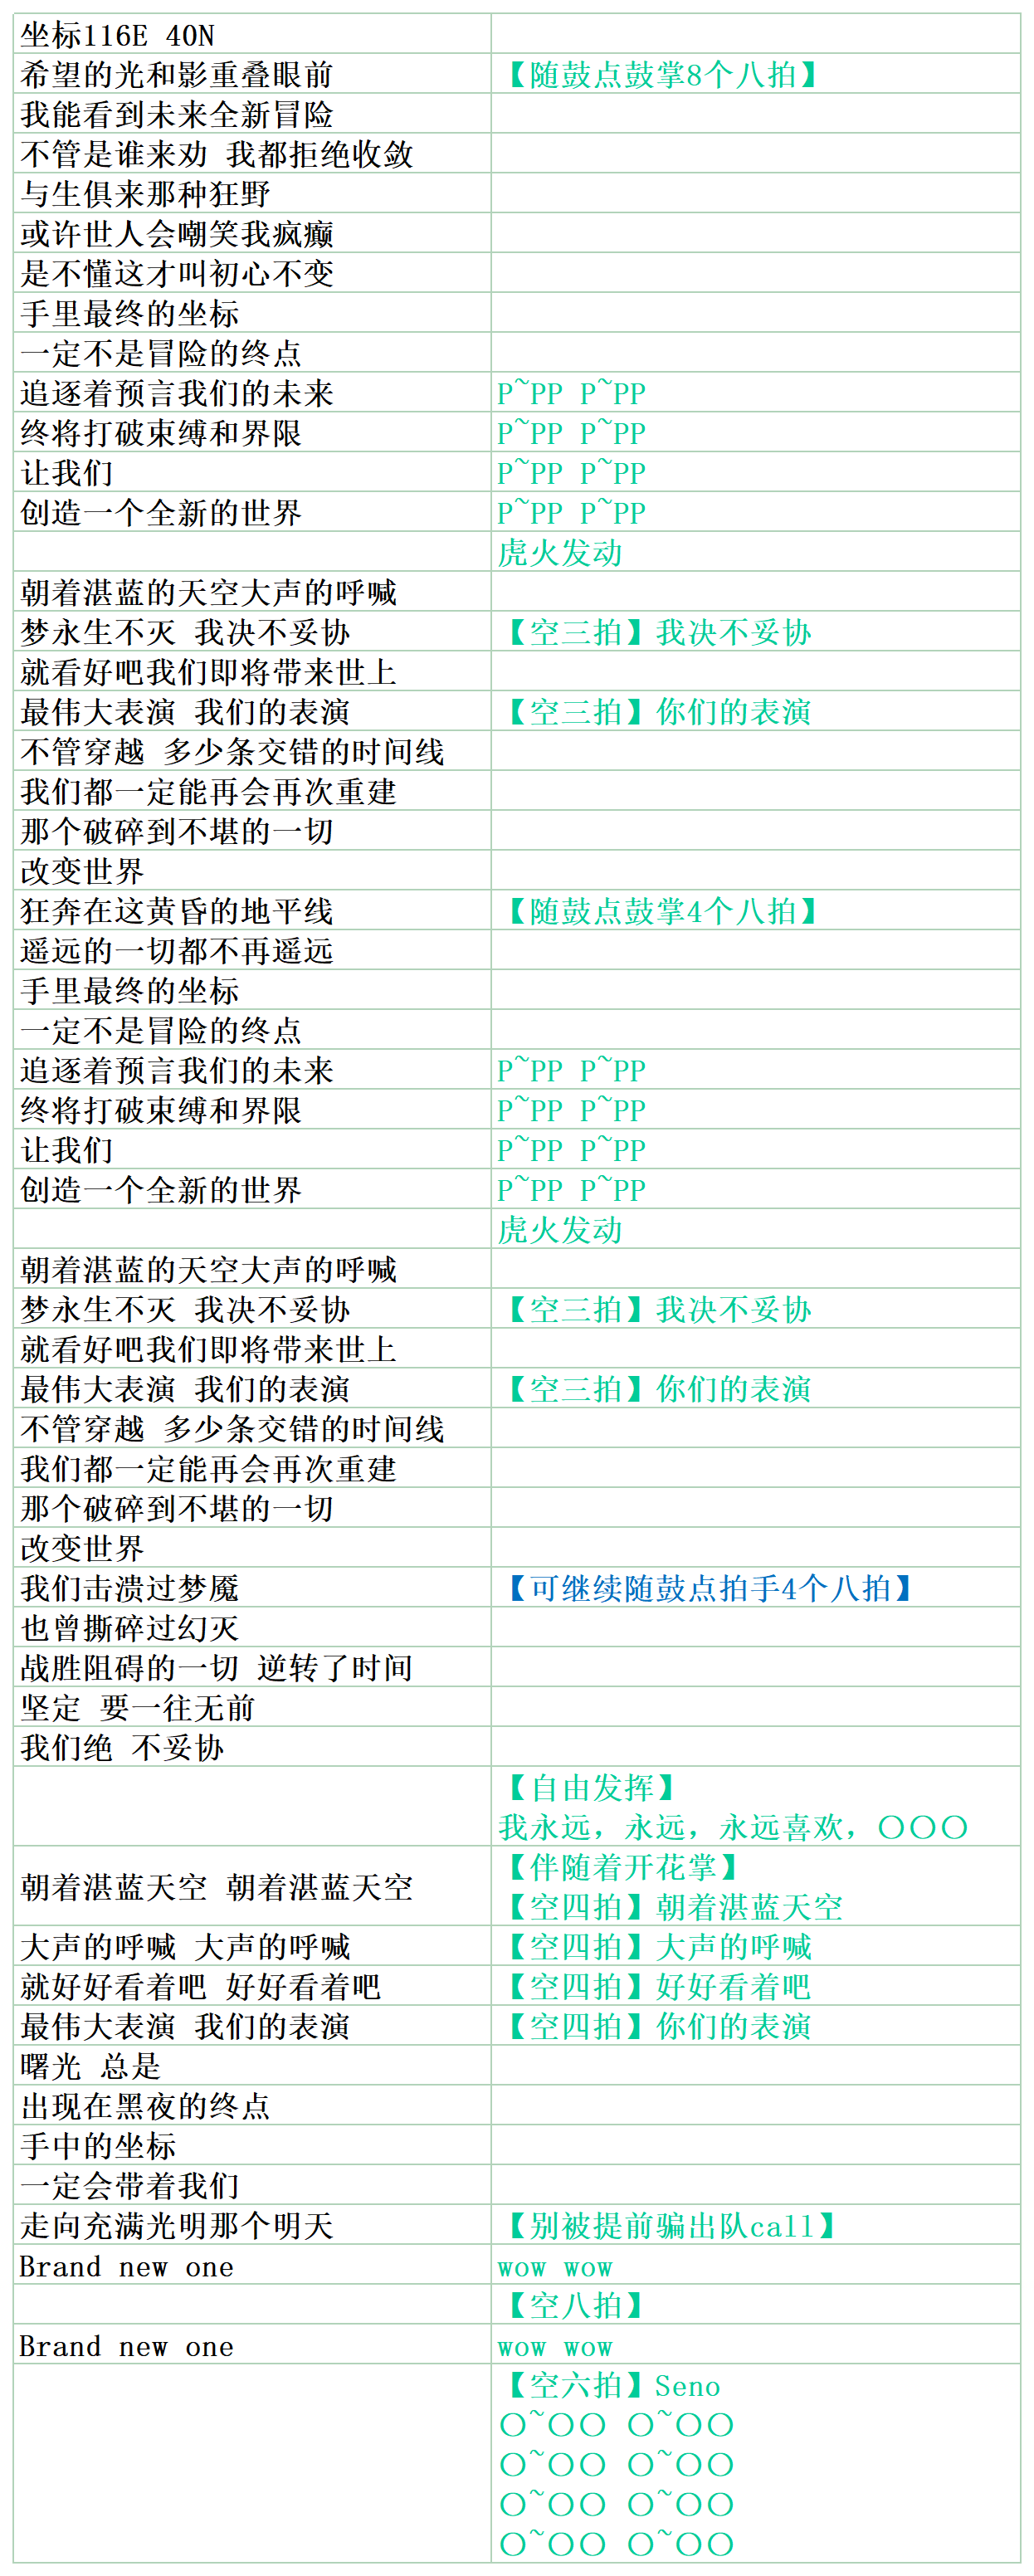 坐标116E 40N
希望的光和影重叠眼前 【随鼓点鼓掌8个八拍】
我能看到未来全新冒险
不管是谁来劝 我都拒绝收敛
与生俱来那种狂野
或许世人会嘲笑我疯癫
是不懂这才叫初心不变
手里最终的坐标
一定不是冒险的终点
追逐着预言我们的未来 P~PP P~PP
终将打破束缚和界限 P~PP P~PP
让我们 P~PP P~PP
创造一个全新的世界 P~PP P~PP
虎火发动
朝着湛蓝的天空大声的呼喊
梦永生不灭 我决不妥协 【空三拍】我决不妥协
就看好吧我们即将带来世上
最伟大表演 我们的表演 【空三拍】你们的表演
不管穿越 多少条交错的时间线
我们都一定能再会再次重建
那个破碎到不堪的一切
改变世界
狂奔在这黄昏的地平线 【随鼓点鼓掌4个八拍】
遥远的一切都不再遥远
手里最终的坐标
一定不是冒险的终点
追逐着预言我们的未来 P~PP P~PP
终将打破束缚和界限 P~PP P~PP
让我们 P~PP P~PP
创造一个全新的世界 P~PP P~PP
虎火发动
朝着湛蓝的天空大声的呼喊
梦永生不灭 我决不妥协 【空三拍】我决不妥协
就看好吧我们即将带来世上
最伟大表演 我们的表演 【空三拍】你们的表演
不管穿越 多少条交错的时间线
我们都一定能再会再次重建
那个破碎到不堪的一切
改变世界
我们击溃过梦魇 【可继续随鼓点拍手4个八拍】
也曾撕碎过幻灭
战胜阻碍的一切 逆转了时间
坚定 要一往无前
我们绝 不妥协
【自由发挥】
我永远，永远，永远喜欢，〇〇〇
【伴随着开花掌】
朝着湛蓝天空 朝着湛蓝天空 【空四拍】朝着湛蓝天空
大声的呼喊 大声的呼喊 【空四拍】大声的呼喊
就好好看着吧 好好看着吧 【空四拍】好好看着吧
最伟大表演 我们的表演 【空四拍】你们的表演
曙光 总是
出现在黑夜的终点
手中的坐标
一定会带着我们
走向充满光明那个明天 【别被提前骗出队call】
Brand new one wow wow
【空八拍】
Brand new one wow wow
【空六拍】Seno
〇~〇〇 〇~〇〇
〇~〇〇 〇~〇〇
〇~〇〇 〇~〇〇
〇~〇〇 〇~〇〇